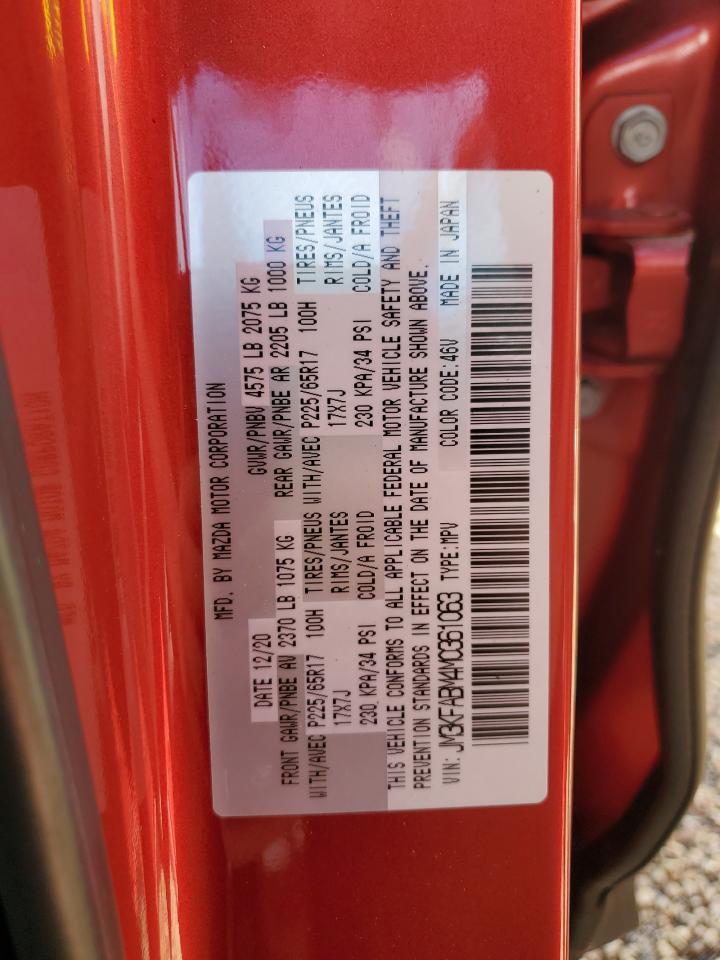 MFD. BY MAZDA MOTOR CORPORATION
DATE 12/20 GVWR/PNBV 4575 LB 2075 KG
FRONT GAWR/PNBE AV 2370 LB 1075 KG REAR GAWR/PNBE AR 2205 LB 1000 KG
WITH/AVEC P225/65R17 100H TIRES/PNEUS WITH/AVEC P225/65R17 100H TIRES/PNEUS
17X7J RIMS/JANTES 17X7J RIMS/JANTES
230 KPA/34 PSI COLD/A FROID 230 KPA/34 PSI COLD/A FROID
THIS VEHICLE CONFORMS TO ALL APPLICABLE FEDERAL MOTOR VEHICLE SAFETY AND THEFT
PREVENTION STANDARDS IN EFFECT ON THE DATE OF MANUFACTURE SHOWN ABOVE.
VIN: JM3KFABM4M0361063 TYPE:MPV COLOR CODE:46V MADE IN JAPAN